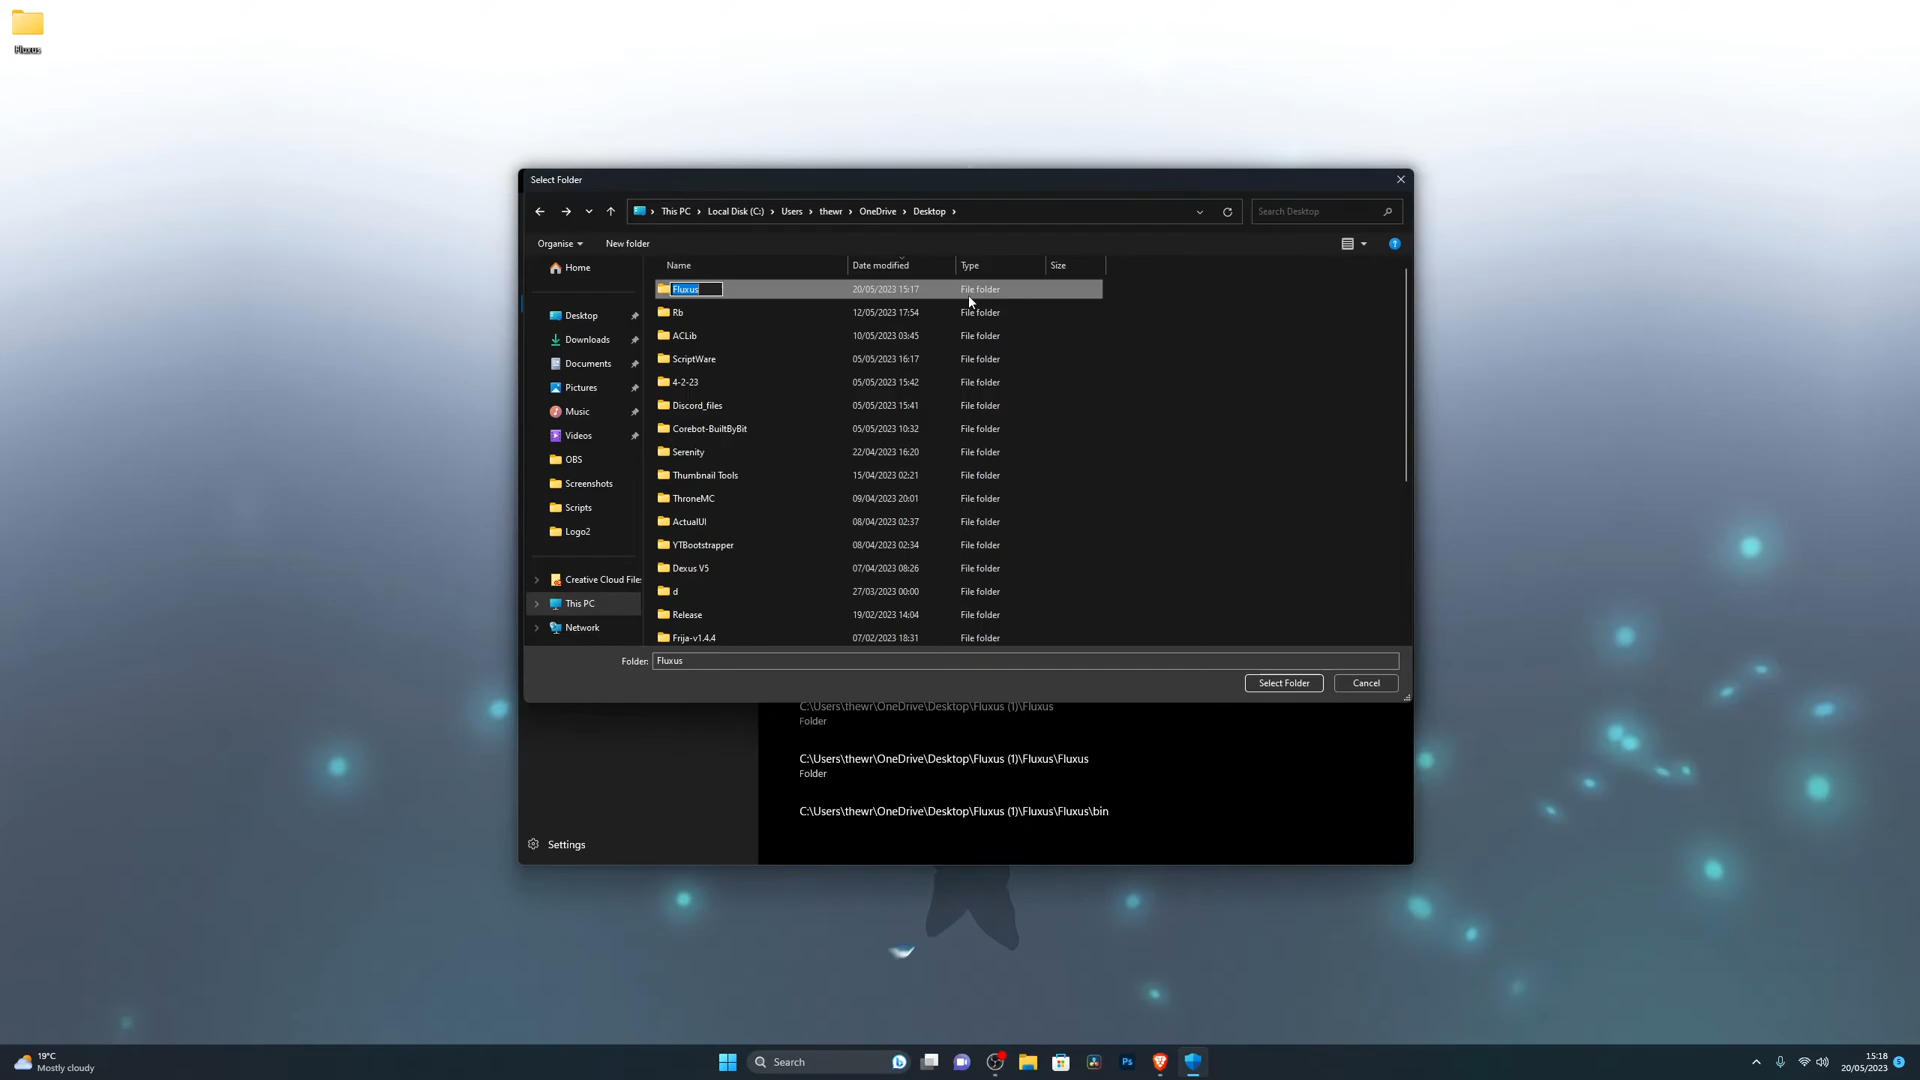 Fluxus
Select Folder
This PC > Local Disk (C:) > Users > thewr > OneDrive > Desktop >
Search Desktop
Organise
New folder
Name
Date modified
Type
Size
Home
Desktop
Downloads
Documents
Pictures
Music
Videos
OBS
Screenshots
Scripts
Logo2
Creative Cloud File
This PC
Network
Fluxus 20/05/2023 15:17 File folder
Rb 12/05/2023 17:54 File folder
ACLib 10/05/2023 03:45 File folder
ScriptWare 05/05/2023 16:17 File folder
4-2-23 05/05/2023 15:42 File folder
Discord_files 05/05/2023 15:41 File folder
Corebot-BuiltByBit 05/05/2023 10:32 File folder
Serenity 22/04/2023 16:20 File folder
Thumbnail Tools 15/04/2023 02:21 File folder
ThroneMC 09/04/2023 20:01 File folder
ActualUI 08/04/2023 02:37 File folder
YTBootstrapper 08/04/2023 02:34 File folder
Dexus V5 07/04/2023 08:26 File folder
d 27/03/2023 00:00 File folder
Release 19/02/2023 14:04 File folder
Frija-v1.4.4 07/02/2023 18:31 File folder
Folder: Fluxus
Select Folder
Cancel
C:\Users\thewr\OneDrive\Desktop\Fluxus (1)\Fluxus
Folder
C:\Users\thewr\OneDrive\Desktop\Fluxus (1)\Fluxus\Fluxus
Folder
C:\Users\thewr\OneDrive\Desktop\Fluxus (1)\Fluxus\Fluxus\bin
Settings
19°C
Mostly cloudy
Search
Ps
15:18
20/05/2023
5